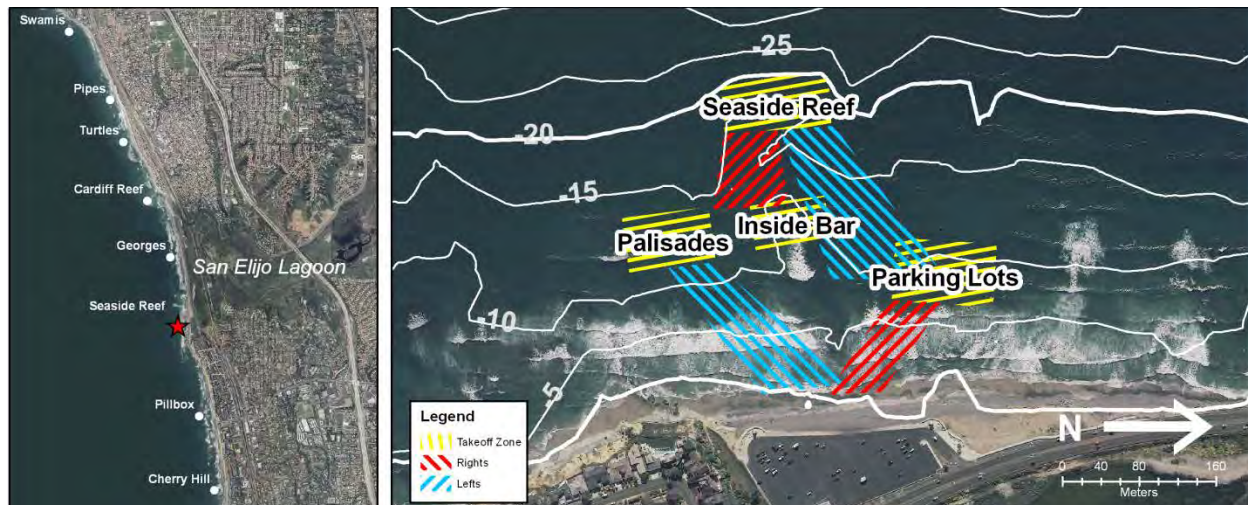 Swamis
Pipes
Turtles
Cardiff Reef
Georges
San Elijo Lagoon
Seaside Reef
Pillbox
Cherry Hill
-25
Seaside Reef
-20
-15
Inside Bar
Palisades
Parking Lots
-10
-5
Legend
Takeoff Zone
Rights
Lefts
N
0 40 80 160
Meters